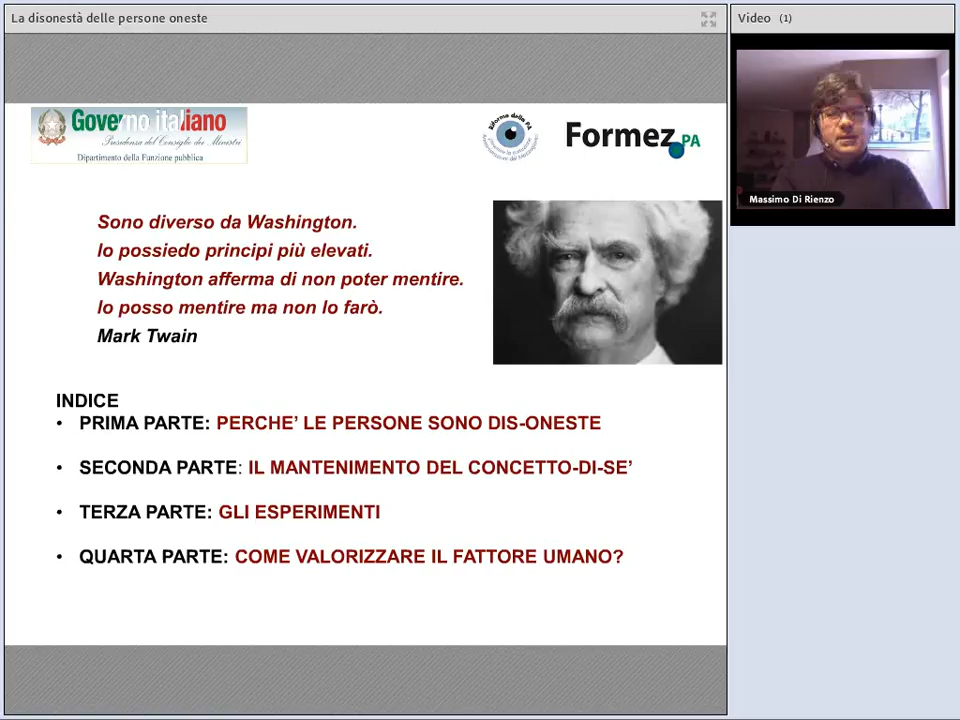 La disonestà delle persone oneste
Video (1)
Governo italiano
Presidenza del Consiglio dei Ministri
Dipartimento della Funzione pubblica
Riforme della PA
Formez PA
Massimo Di Rienzo
Sono diverso da Washington.
Io possiedo principi più elevati.
Washington afferma di non poter mentire.
Io posso mentire ma non lo farò.
Mark Twain
INDICE
• PRIMA PARTE: PERCHE’ LE PERSONE SONO DIS-ONESTE
• SECONDA PARTE: IL MANTENIMENTO DEL CONCETTO-DI-SE’
• TERZA PARTE: GLI ESPERIMENTI
• QUARTA PARTE: COME VALORIZZARE IL FATTORE UMANO?